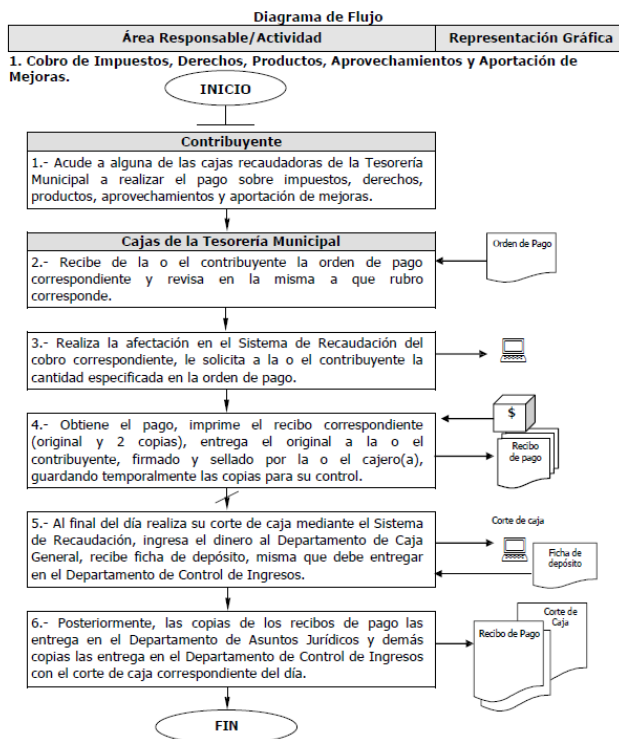 Diagrama de Flujo
Área Responsable/Actividad
Representación Gráfica
1. Cobro de Impuestos, Derechos, Productos, Aprovechamientos y Aportación de
Mejoras.
INICIO
Contribuyente
1.- Acude a alguna de las cajas recaudadoras de la Tesorería
Municipal a realizar el pago sobre impuestos, derechos,
productos, aprovechamientos y aportación de mejoras.
Cajas de la Tesorería Municipal
2.- Recibe de la o el contribuyente la orden de pago
correspondiente y revisa en la misma a que rubro
corresponde.
Orden de Pago
3.- Realiza la afectación en el Sistema de Recaudación del
cobro correspondiente, le solicita a la o el contribuyente la
cantidad especificada en la orden de pago.
4.- Obtiene el pago, imprime el recibo correspondiente
(original y 2 copias), entrega el original a la o el
contribuyente, firmado y sellado por la o el cajero(a),
guardando temporalmente las copias para su control.
$
Recibo
de pago
5.- Al final del día realiza su corte de caja mediante el Sistema
de Recaudación, ingresa el dinero al Departamento de Caja
General, recibe ficha de depósito, misma que debe entregar
en el Departamento de Control de Ingresos.
Corte de caja
Ficha de
depósito
6.- Posteriormente, las copias de los recibos de pago las
entrega en el Departamento de Asuntos Jurídicos y demás
copias las entrega en el Departamento de Control de Ingresos
con el corte de caja correspondiente del día.
Corte de
Caja
Recibo de Pago
FIN